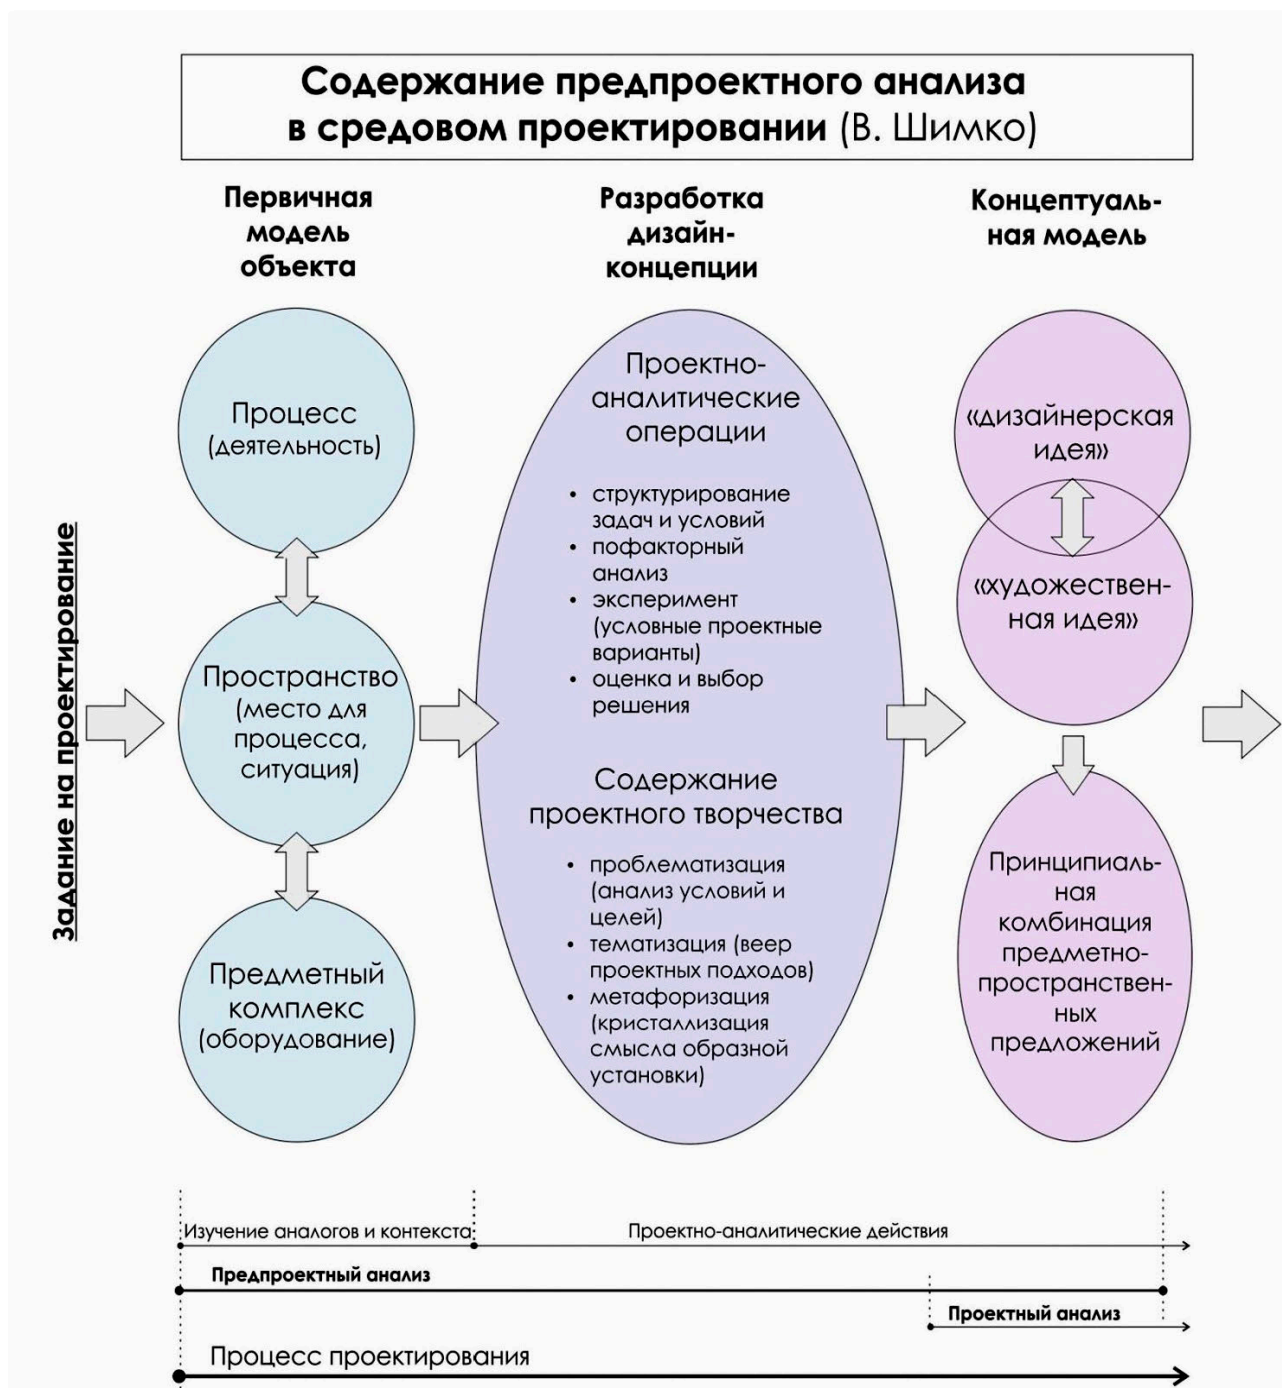 Содержание предпроектного анализа
в средовом проектировании (В. Шимко)
Первичная
модель
объекта
Разработка
дизайн-
концепции
Концептуаль-
ная модель
Задание на проектирование
Процесс
(деятельность)
Пространство
(место для
процесса,
ситуация)
Предметный
комплекс
(оборудование)
Проектно-
аналитические
операции
• структурирование
задач и условий
• пофакторный
анализ
• эксперимент
(условные проектные
варианты)
• оценка и выбор
решения
Содержание
проектного творчества
• проблематизация
(анализ условий и
целей)
• тематизация (веер
проектных подходов)
• метафоризация
(кристаллизация
смысла образной
установки)
«дизайнерская
идея»
«художествен-
ная идея»
Принципиаль-
ная
комбинация
предметно-
пространствен-
ных
предложений
Изучение аналогов и контекста
Проектно-аналитические действия
Предпроектный анализ
Проектный анализ
Процесс проектирования